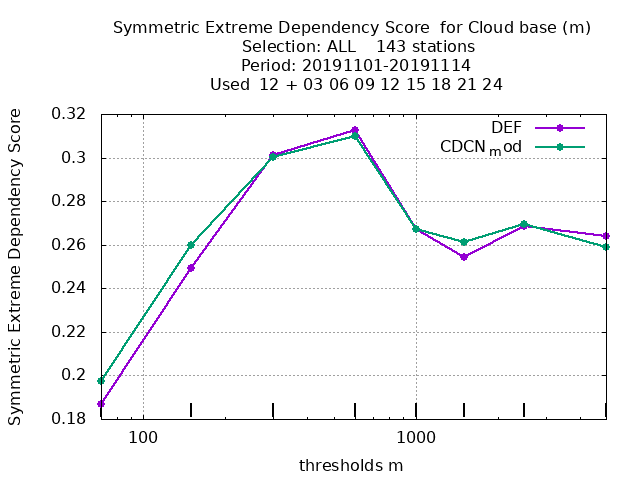 Symmetric Extreme Dependency Score  for Cloud base (m)
Selection: ALL    143 stations
Period: 20191101-20191114
Used  12 + 03 06 09 12 15 18 21 24
Symmetric Extreme Dependency Score
0.32
0.3
0.28
0.26
0.24
0.22
0.2
0.18
DEF
CDCNmod
100
1000
thresholds m